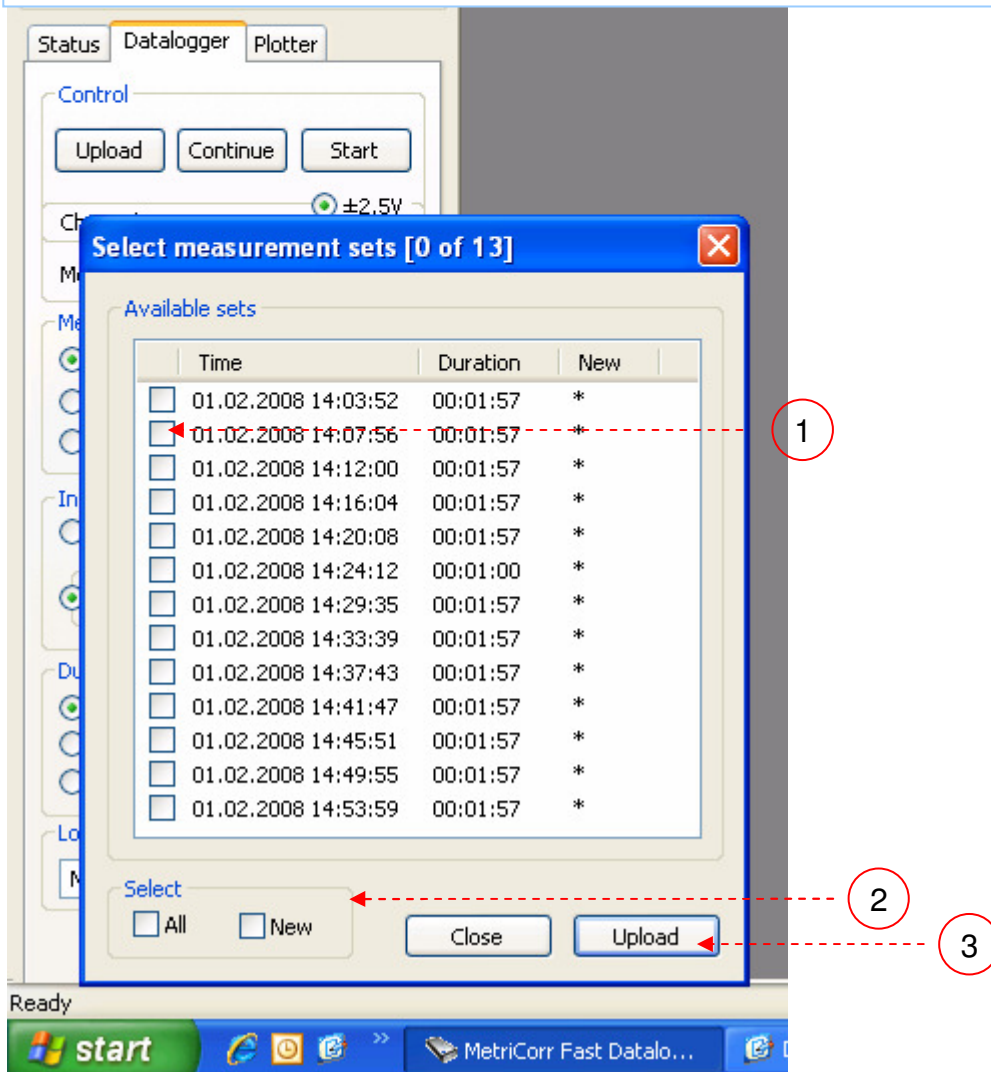 Status Datalogger Plotter
Control
Upload Continue Start
±2,5V
Select measurement sets [0 of 13]
Available sets
Time Duration New
01.02.2008 14:03:52 00:01:57 *
01.02.2008 14:07:56 00:01:57 *
1
01.02.2008 14:12:00 00:01:57 *
01.02.2008 14:16:04 00:01:57 *
01.02.2008 14:20:08 00:01:57 *
01.02.2008 14:24:12 00:01:00 *
01.02.2008 14:29:35 00:01:57 *
01.02.2008 14:33:39 00:01:57 *
01.02.2008 14:37:43 00:01:57 *
01.02.2008 14:41:47 00:01:57 *
01.02.2008 14:45:51 00:01:57 *
01.02.2008 14:49:55 00:01:57 *
01.02.2008 14:53:59 00:01:57 *
Select
2
All New Close Upload
3
Ready
start MetriCorr Fast Datalo...